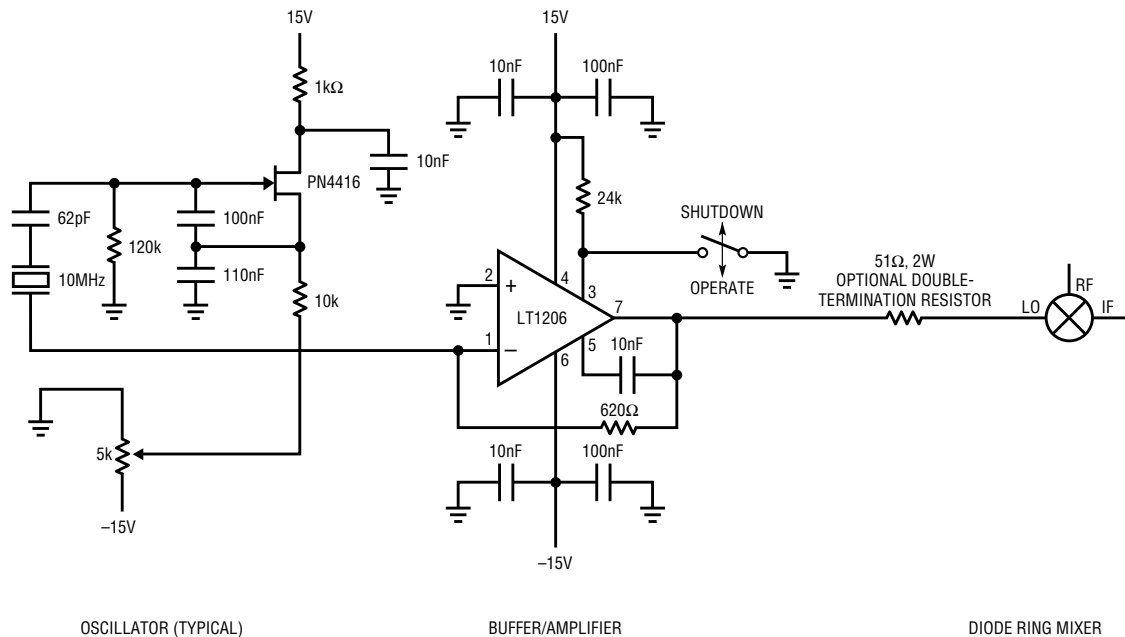 15V
1kΩ
10nF
PN4416
62pF
120k
100nF
110nF
10MHz
10k
5k
–15V
15V
10nF
100nF
24k
SHUTDOWN
OPERATE
2
+
4
3
LT1206
7
1
–
5
6
10nF
620Ω
10nF
100nF
–15V
51Ω, 2W
OPTIONAL DOUBLE-
TERMINATION RESISTOR
LO
RF
IF
OSCILLATOR (TYPICAL)
BUFFER/AMPLIFIER
DIODE RING MIXER